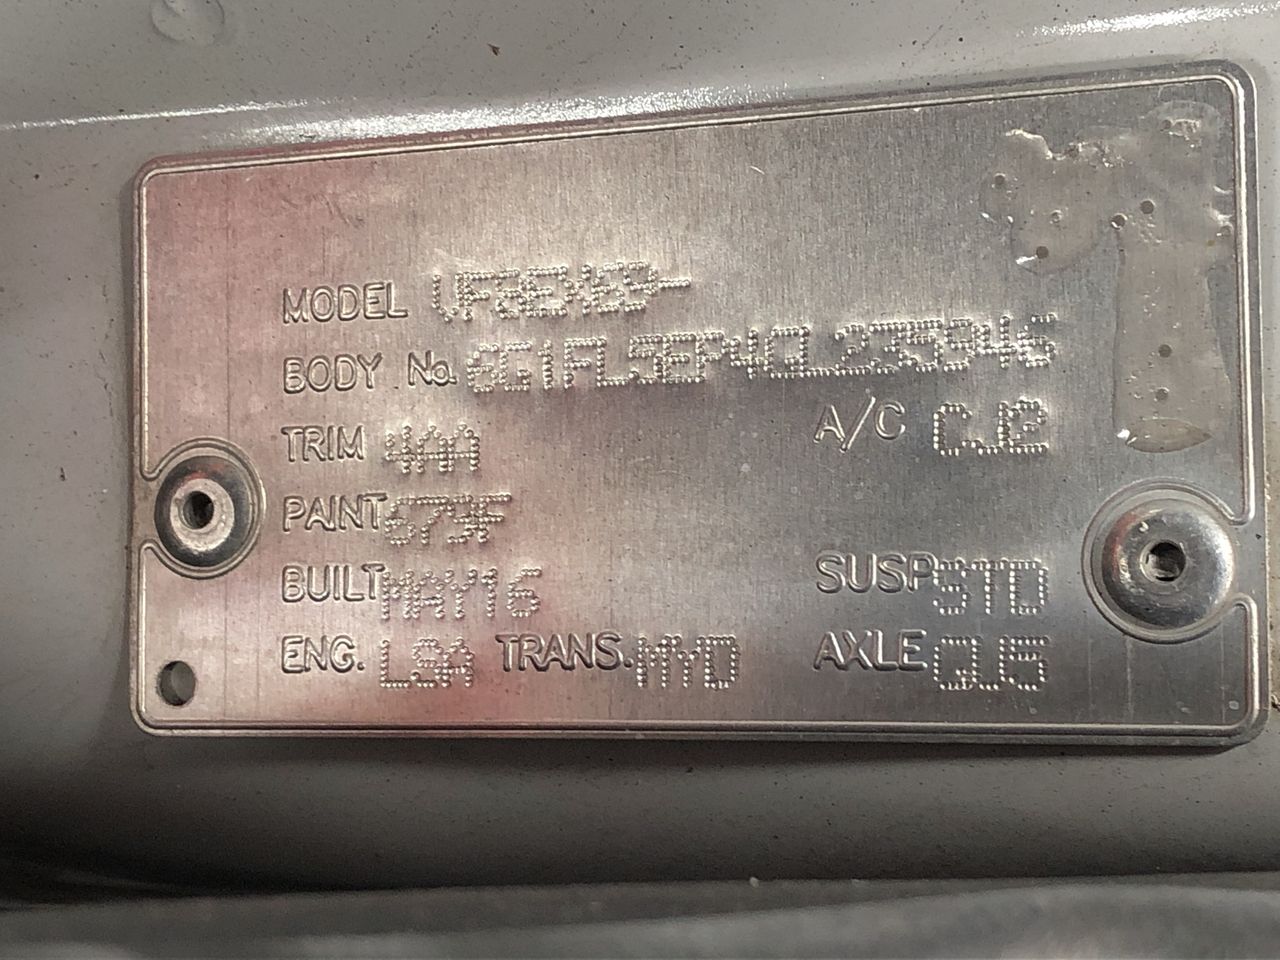 MODEL VF8EX69-
BODY No. 6G1FL5EP4GL235946
TRIM 4AA A/C CJ2
PAINT 679F
BUILT MAY16 SUSP STD
ENG. LSA TRANS. MYD AXLE GU5